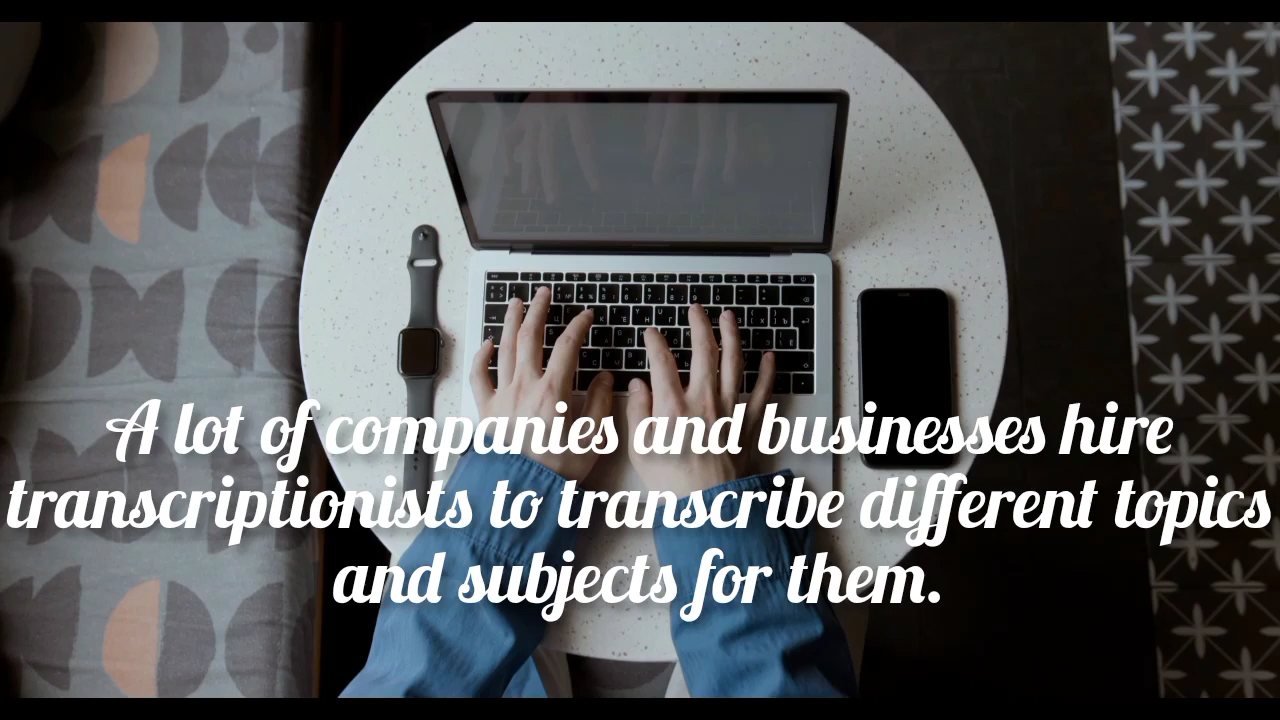 A lot of companies and businesses hire
transcriptionists to transcribe different topics
and subjects for them.